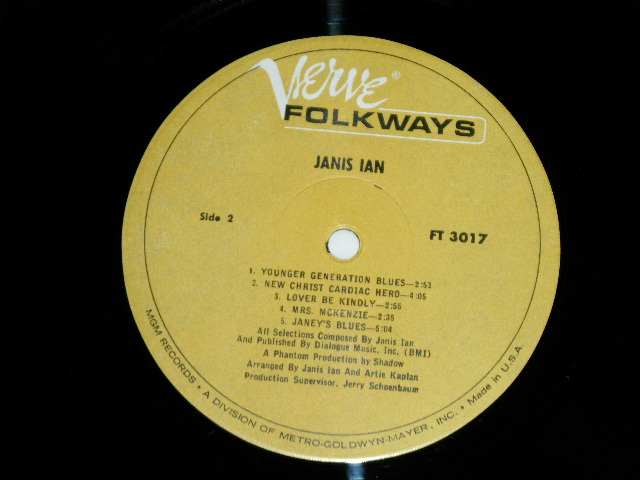 Verve®
FOLKWAYS
JANIS IAN
Side 2
FT 3017
1. YOUNGER GENERATION BLUES—2:53
2. NEW CHRIST CARDIAC HERO—4:05
3. LOVER BE KINDLY—2:55
4. MRS. MCKENZIE—2:35
5. JANEY'S BLUES—5:04
All Selections Composed By Janis Ian
And Published By Dialogue Music, Inc. (BMI)
A Phantom Production by Shadow
Arranged By Janis Ian And Artie Kaplan
Production Supervisor, Jerry Schoenbaum
MGM RECORDS • A DIVISION OF METRO-GOLDWYN-MAYER, INC. • Made in U.S.A.